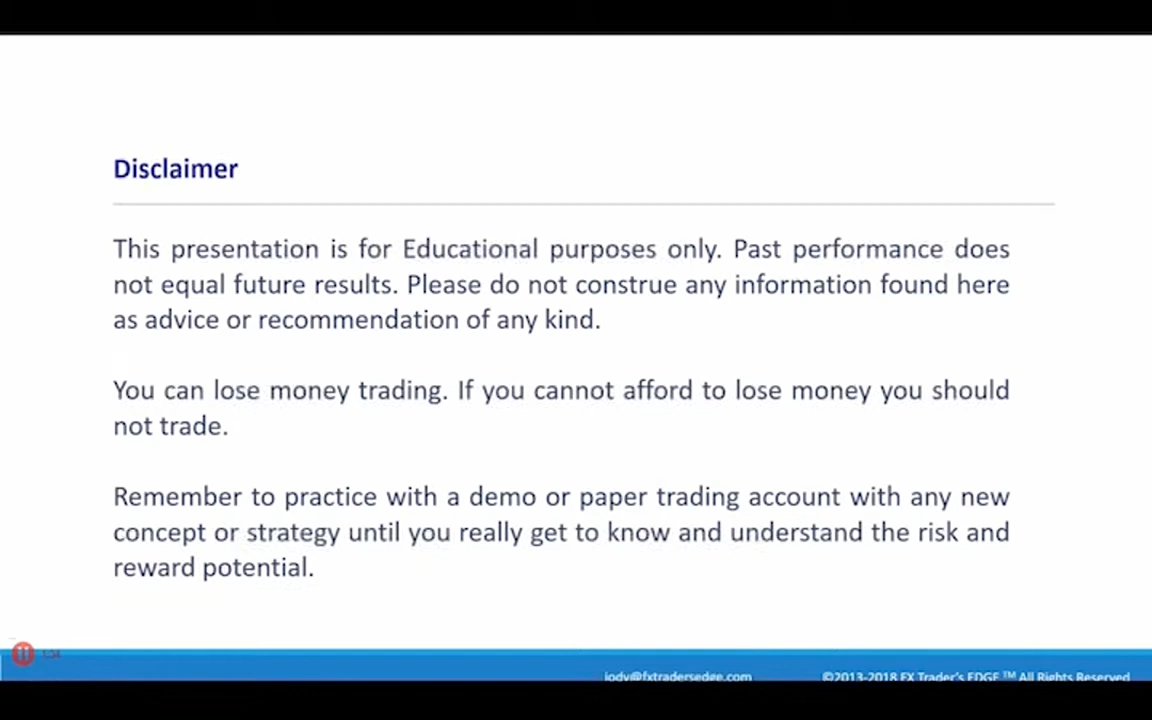 Disclaimer
This presentation is for Educational purposes only. Past performance does
not equal future results. Please do not construe any information found here
as advice or recommendation of any kind.
You can lose money trading. If you cannot afford to lose money you should
not trade.
Remember to practice with a demo or paper trading account with any new
concept or strategy until you really get to know and understand the risk and
reward potential.
jody@fxtradersedge.com
©2013-2018 FX Trader's EDGE ™ All Rights Reserved